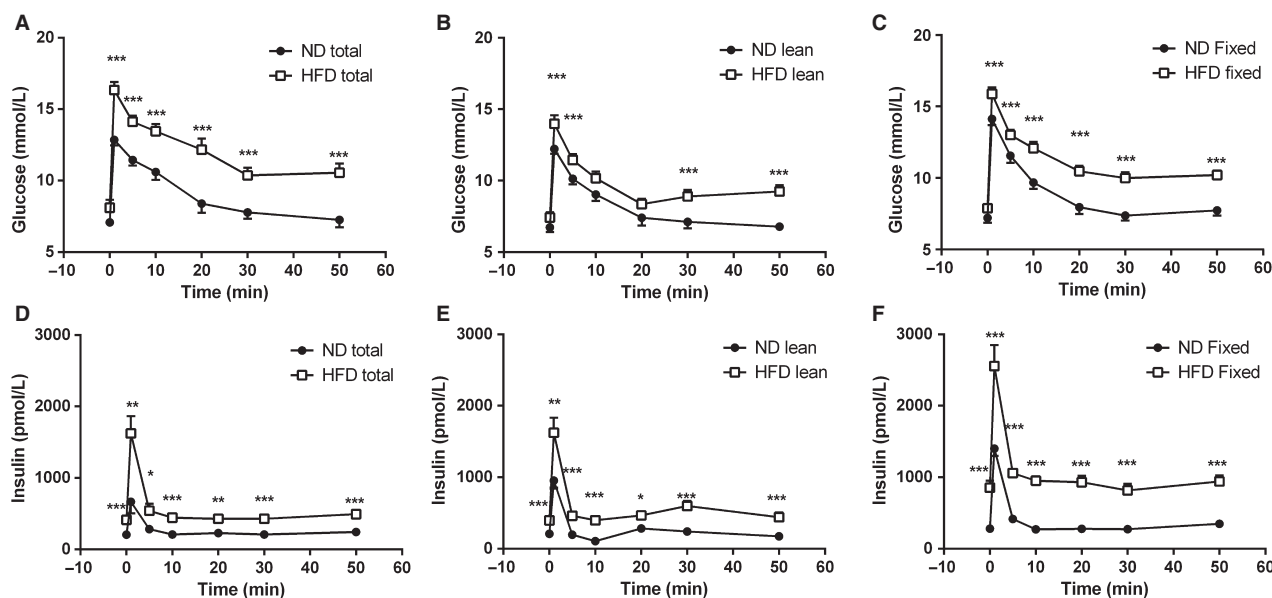 A
20
15
10
5
Glucose (mmol/L)
***
***
***
***
***
***
ND total
HFD total
–10 0 10 20 30 40 50 60
Time (min)
B
20
15
10
5
Glucose (mmol/L)
***
***
***
***
ND lean
HFD lean
–10 0 10 20 30 40 50 60
Time (min)
C
20
15
10
5
Glucose (mmol/L)
***
***
***
***
***
***
ND Fixed
HFD fixed
–10 0 10 20 30 40 50 60
Time (min)
D
3000
2000
1000
0
Insulin (pmol/L)
***
**
*
***
**
***
***
ND total
HFD total
–10 0 10 20 30 40 50 60
Time (min)
E
3000
2000
1000
0
Insulin (pmol/L)
***
**
***
***
*
***
***
ND lean
HFD lean
–10 0 10 20 30 40 50 60
Time (min)
F
3000
2000
1000
0
Insulin (pmol/L)
***
***
***
***
***
***
***
ND Fixed
HFD Fixed
–10 0 10 20 30 40 50 60
Time (min)